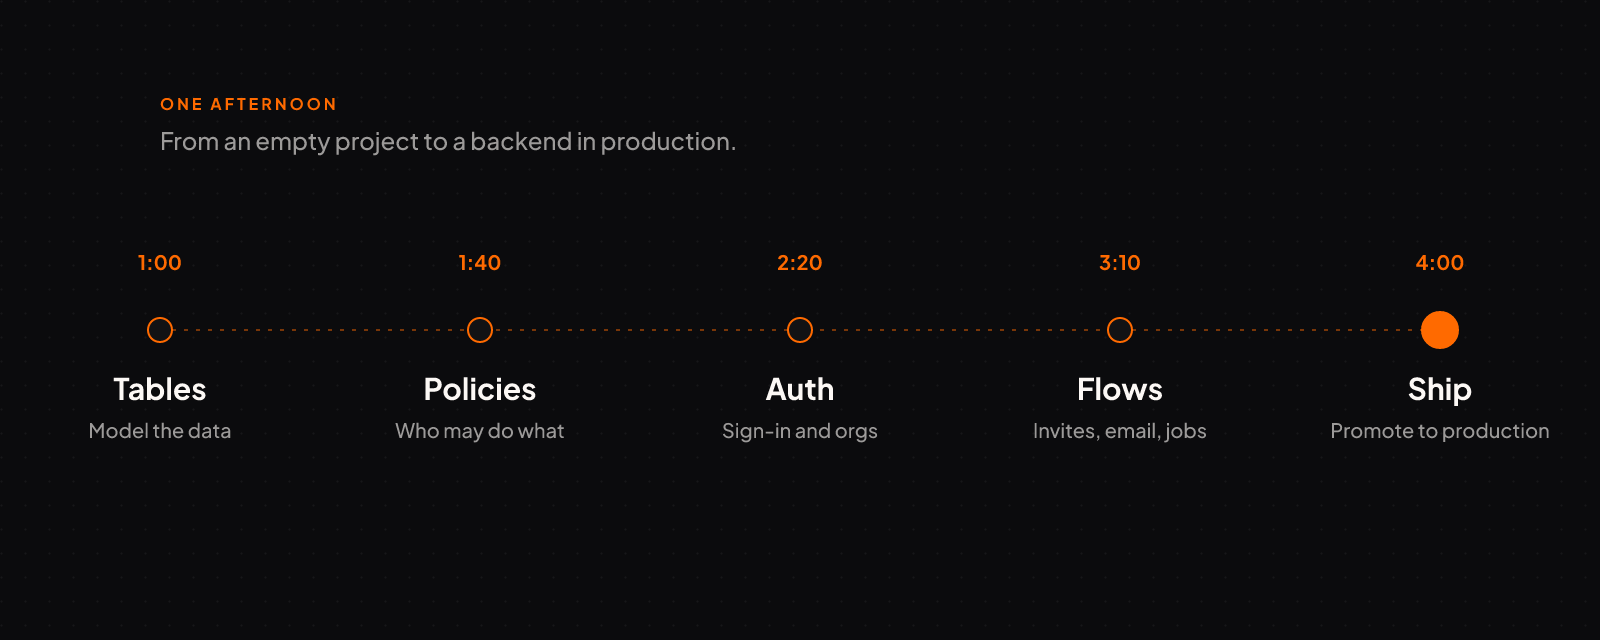 ONE AFTERNOON
From an empty project to a backend in production.
1:00
1:40
2:20
3:10
4:00
Tables
Policies
Auth
Flows
Ship
Model the data
Who may do what
Sign-in and orgs
Invites, email, jobs
Promote to production